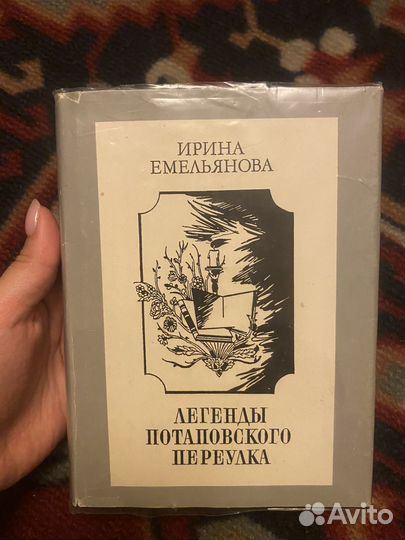 ИРИНА
ЕМЕЛЬЯНОВА
ЛЕГЕНДЫ
ПОТАПОВСКОГО
ПЕРЕУЛКА
Avito